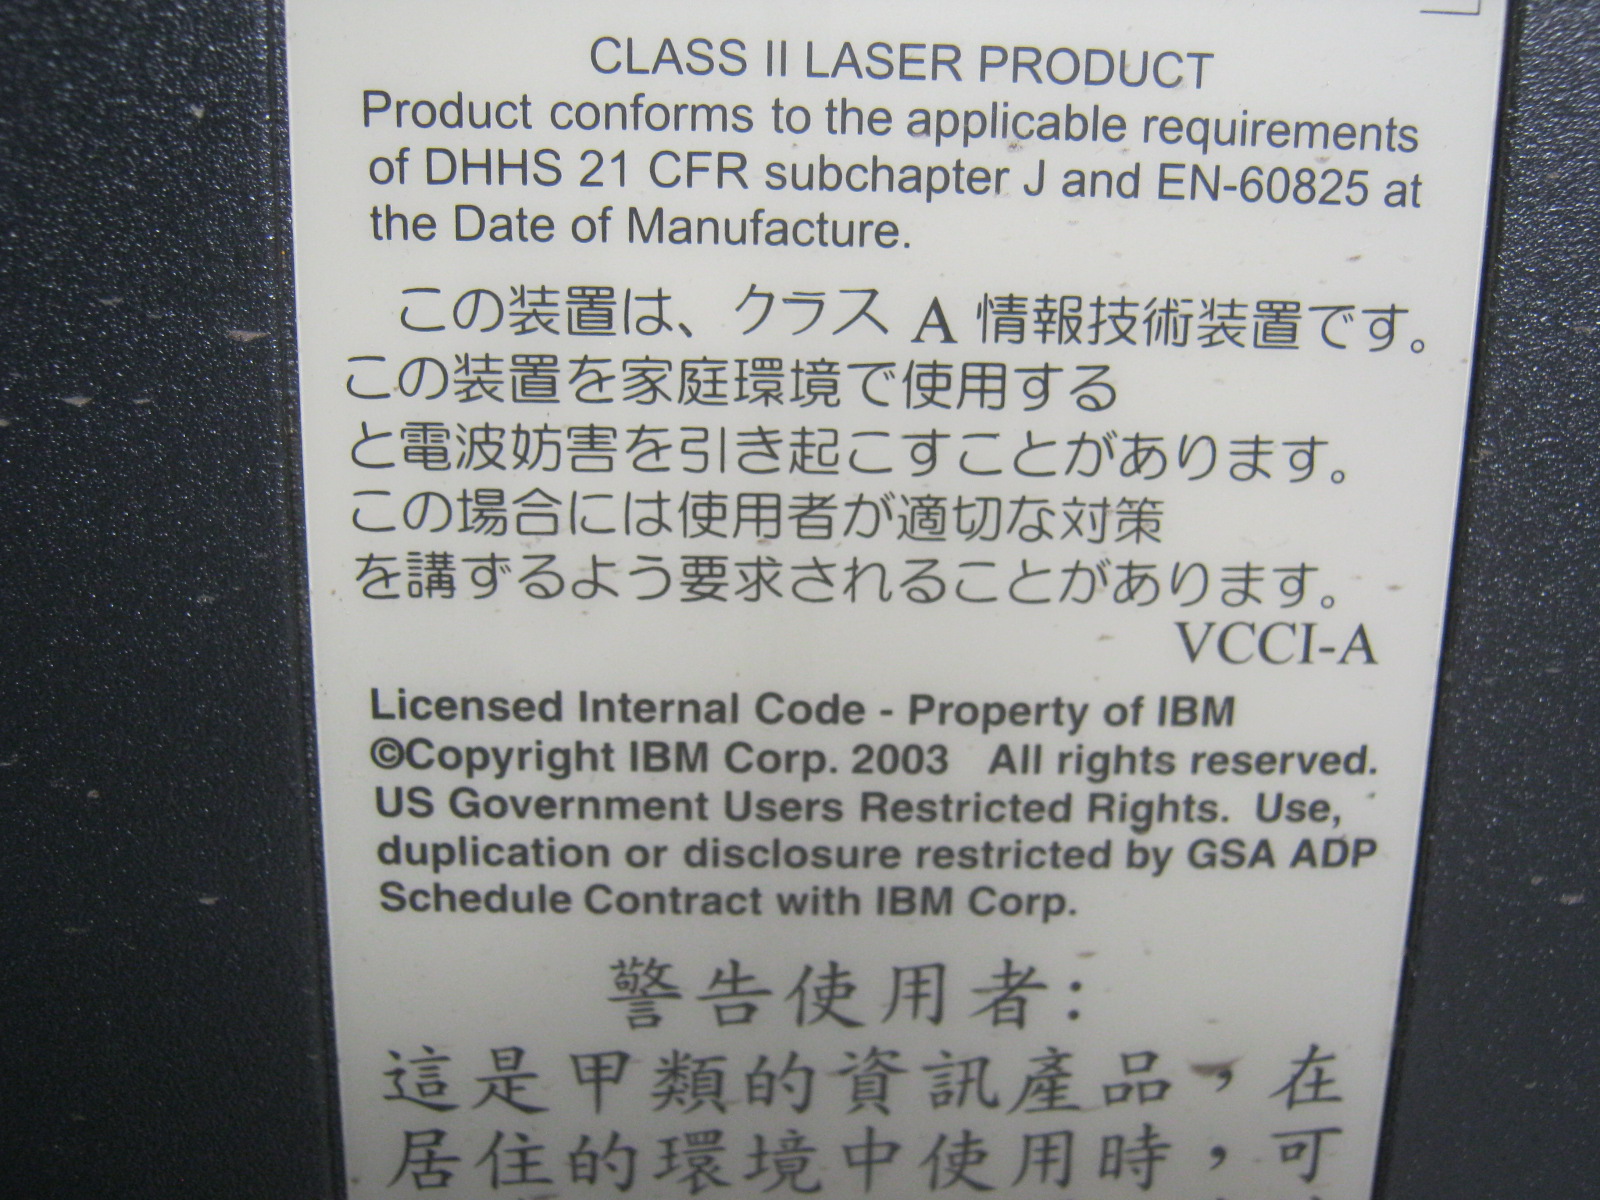 CLASS II LASER PRODUCT
Product conforms to the applicable requirements
of DHHS 21 CFR subchapter J and EN-60825 at
the Date of Manufacture.
この装置は、クラス A 情報技術装置です。
この装置を家庭環境で使用する
と電波妨害を引き起こすことがあります。
この場合には使用者が適切な対策
を講ずるよう要求されることがあります。
VCCI-A
Licensed Internal Code - Property of IBM
©Copyright IBM Corp. 2003 All rights reserved.
US Government Users Restricted Rights. Use,
duplication or disclosure restricted by GSA ADP
Schedule Contract with IBM Corp.
警告使用者:
這是甲類的資訊產品，在
居住的環境中使用時，可